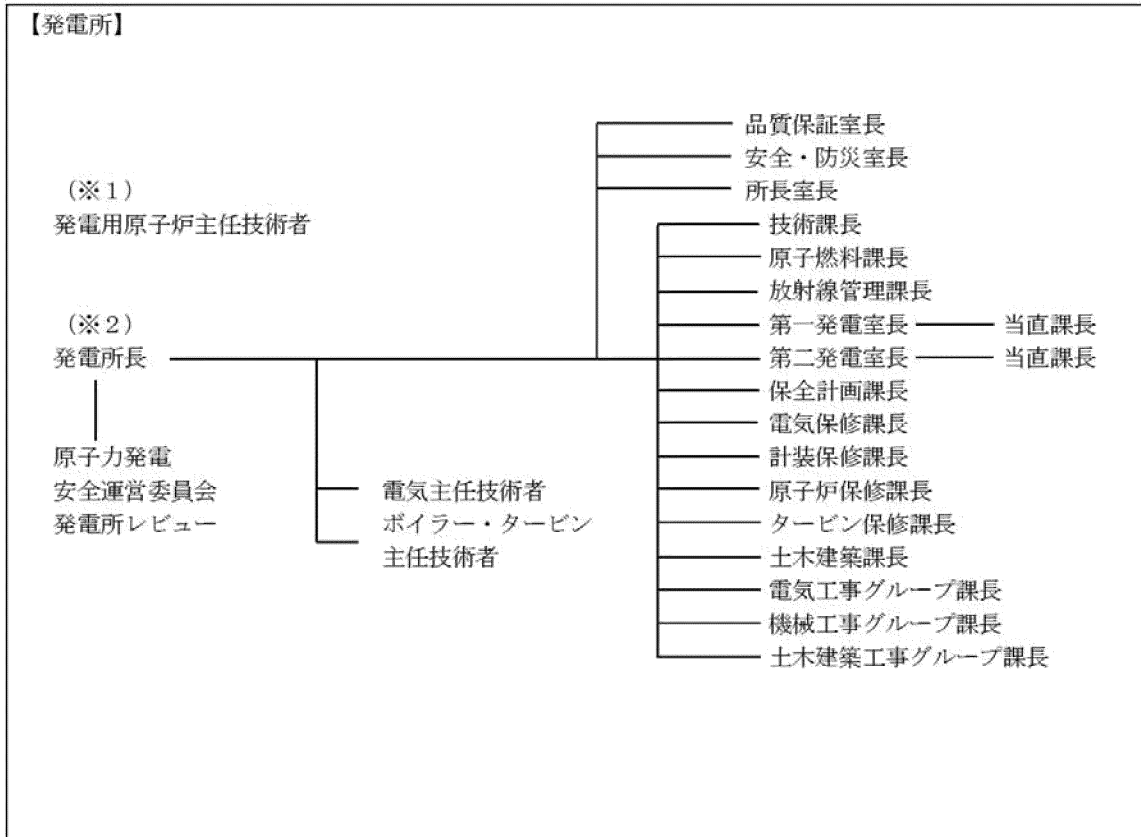 【発電所】
品質保証室長
安全・防災室長
所長室長
(※1)
発電用原子炉主任技術者
技術課長
原子燃料課長
放射線管理課長
(※2)
第一発電室長 当直課長
発電所長
第二発電室長 当直課長
保全計画課長
電気保修課長
計装保修課長
原子炉保修課長
タービン保修課長
土木建築課長
電気工事グループ課長
機械工事グループ課長
土木建築工事グループ課長
原子力発電
安全運営委員会
発電所レビュー
電気主任技術者
ボイラー・タービン
主任技術者